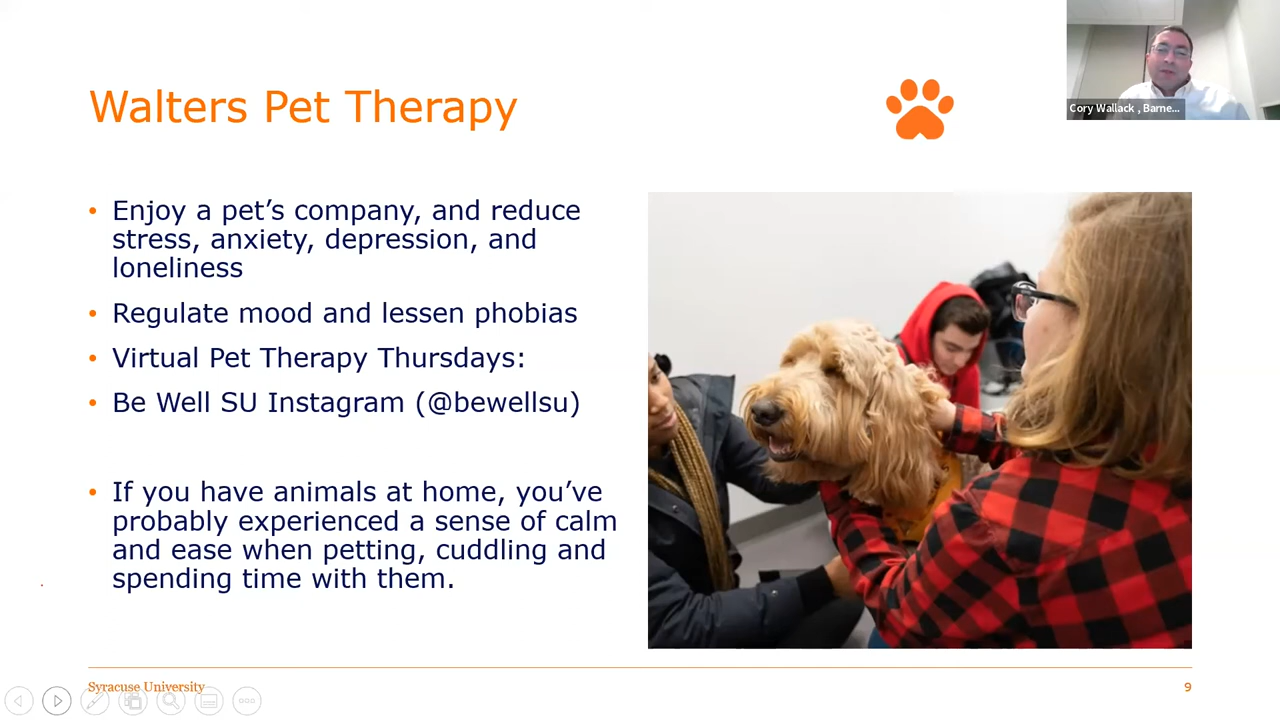 Walters Pet Therapy
Cory Wallack , Barne...
• Enjoy a pet’s company, and reduce
stress, anxiety, depression, and
loneliness
• Regulate mood and lessen phobias
• Virtual Pet Therapy Thursdays:
• Be Well SU Instagram (@bewellsu)
• If you have animals at home, you’ve
probably experienced a sense of calm
and ease when petting, cuddling and
spending time with them.
Syracuse University
9